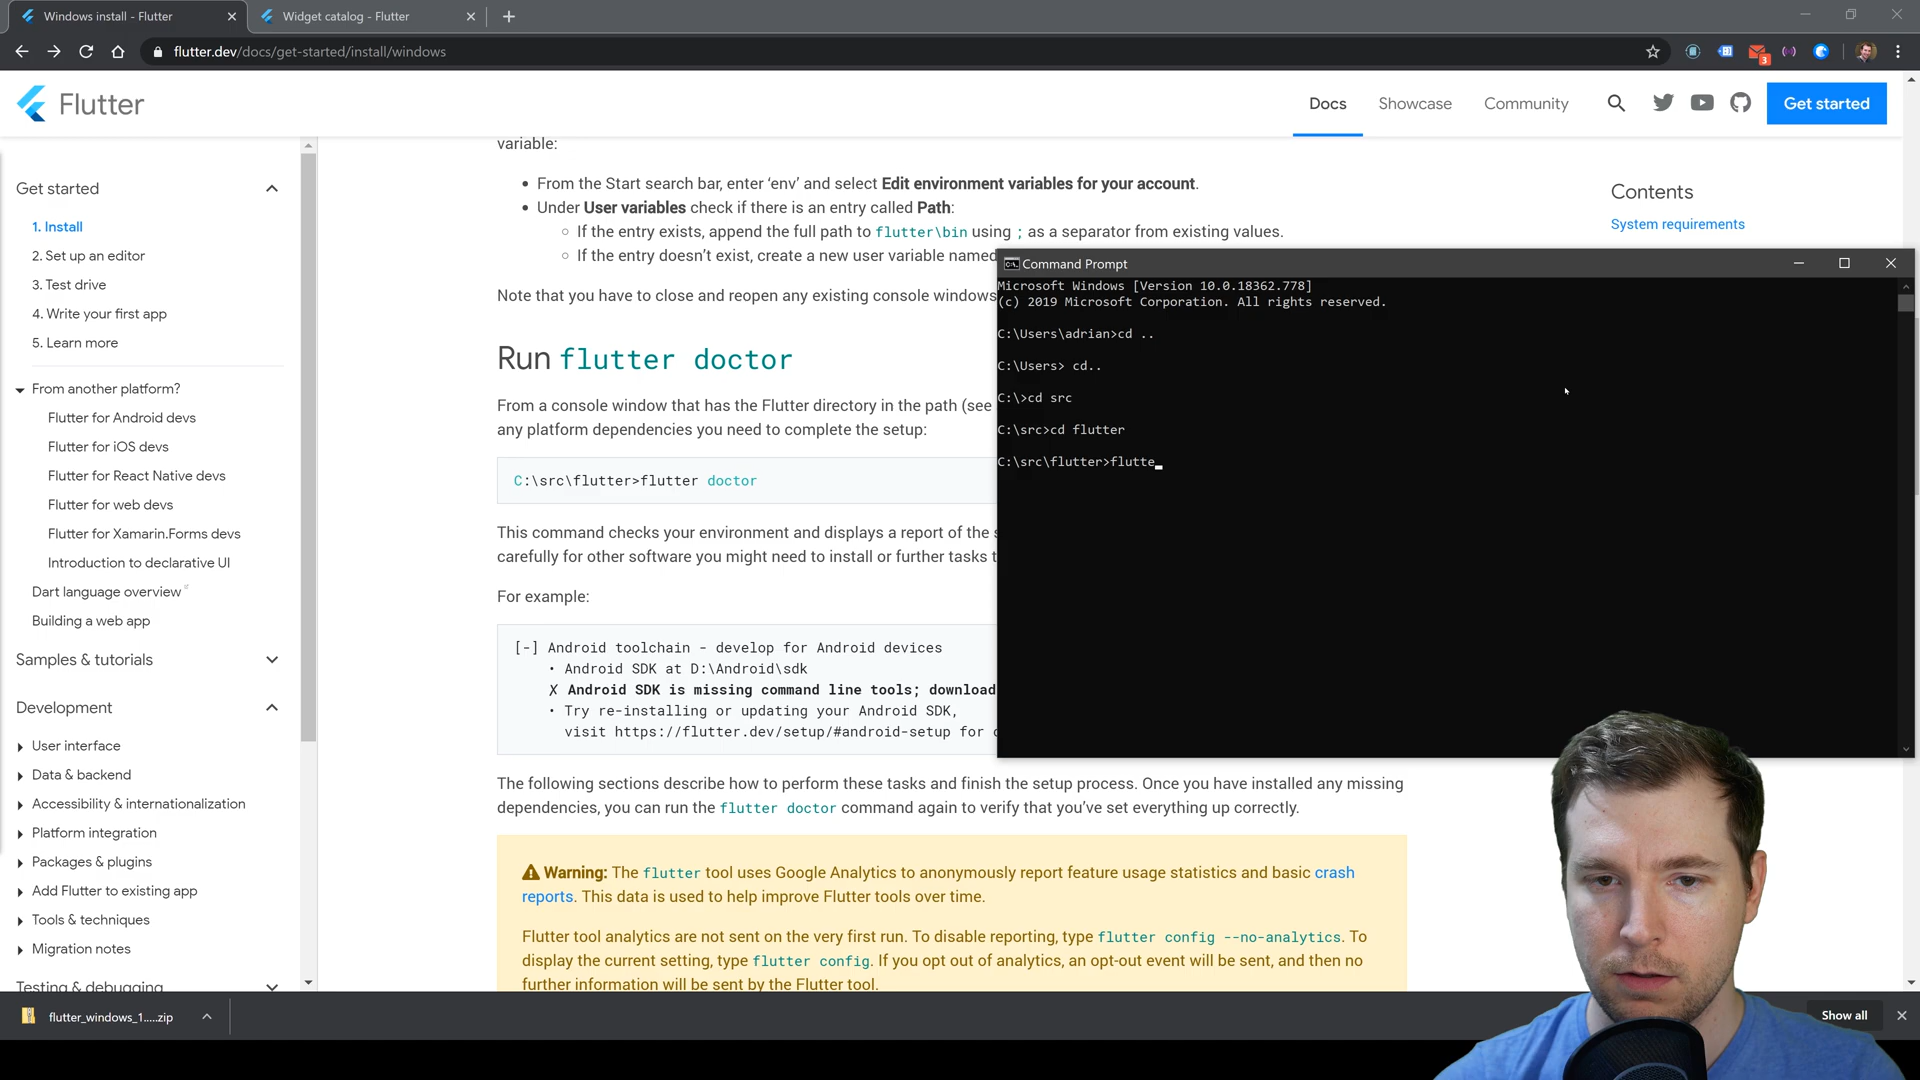 Windows install - Flutter
Widget catalog - Flutter
flutter.dev/docs/get-started/install/windows
3
Flutter
Docs
Showcase
Community
Get started
Get started
1. Install
2. Set up an editor
3. Test drive
4. Write your first app
5. Learn more
From another platform?
Flutter for Android devs
Flutter for iOS devs
Flutter for React Native devs
Flutter for web devs
Flutter for Xamarin.Forms devs
Introduction to declarative UI
Dart language overview
Building a web app
Samples & tutorials
Development
User interface
Data & backend
Accessibility & internationalization
Platform integration
Packages & plugins
Add Flutter to existing app
Tools & techniques
Migration notes
Testing & debugging
variable:
• From the Start search bar, enter ‘env’ and select Edit environment variables for your account.
• Under User variables check if there is an entry called Path:
○ If the entry exists, append the full path to flutter\bin using ; as a separator from existing values.
○ If the entry doesn’t exist, create a new user variable named
Note that you have to close and reopen any existing console windows
Run flutter doctor
From a console window that has the Flutter directory in the path (see
any platform dependencies you need to complete the setup:
C:\src\flutter>flutter doctor
This command checks your environment and displays a report of the
carefully for other software you might need to install or further tasks
For example:
[-] Android toolchain - develop for Android devices
• Android SDK at D:\Android\sdk
✗ Android SDK is missing command line tools; download
• Try re-installing or updating your Android SDK,
visit https://flutter.dev/setup/#android-setup for
The following sections describe how to perform these tasks and finish the setup process. Once you have installed any missing
dependencies, you can run the flutter doctor command again to verify that you’ve set everything up correctly.
Warning: The flutter tool uses Google Analytics to anonymously report feature usage statistics and basic crash
reports. This data is used to help improve Flutter tools over time.
Flutter tool analytics are not sent on the very first run. To disable reporting, type flutter config --no-analytics. To
display the current setting, type flutter config. If you opt out of analytics, an opt-out event will be sent, and then no
further information will be sent by the Flutter tool.
Contents
System requirements
Command Prompt
Microsoft Windows [Version 10.0.18362.778]
(c) 2019 Microsoft Corporation. All rights reserved.
C:\Users\adrian>cd ..
C:\Users> cd..
C:\>cd src
C:\src>cd flutter
C:\src\flutter>flutte
flutter_windows_1.....zip
Show all